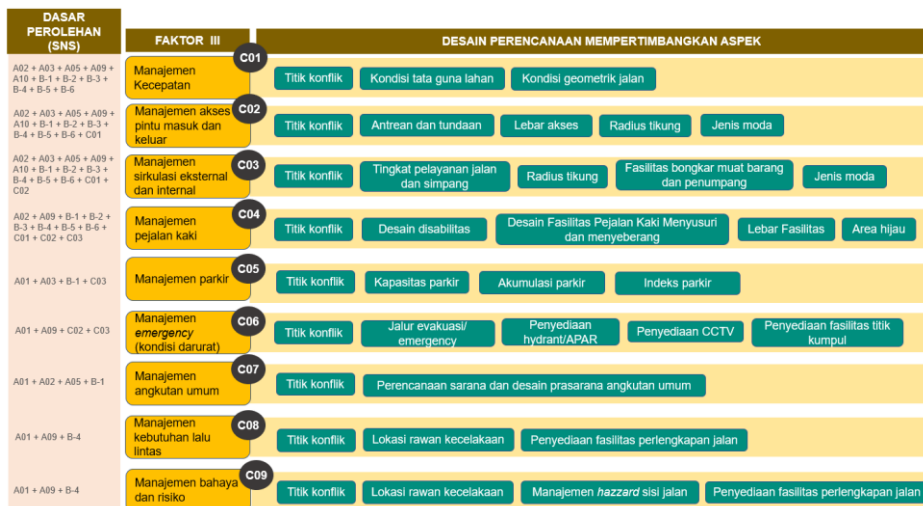 DASAR
PEROLEHAN
(SNS)
FAKTOR III
DESAIN PERENCANAAN MEMPERTIMBANGKAN ASPEK
A02 + A03 + A05 + A09 +
A10 + B-1 + B-2 + B-3 +
B-4 + B-5 + B-6
Manajemen
Kecepatan
C01
Titik konflik
Kondisi tata guna lahan
Kondisi geometrik jalan
A02 + A03 + A05 + A09 +
A10 + B-1 + B-2 + B-3 +
B-4 + B-5 + B-6 + C01
Manajemen akses
pintu masuk dan
keluar
C02
Titik konflik
Antrean dan tundaan
Lebar akses
Radius tikung
Jenis moda
A02 + A03 + A05 + A09 +
A10 + B-1 + B-2 + B-3 +
B-4 + B-5 + B-6 + C01 +
C02
Manajemen
sirkulasi eksternal
dan internal
C03
Titik konflik
Tingkat pelayanan jalan
dan simpang
Radius tikung
Fasilitas bongkar muat barang
dan penumpang
Jenis moda
A02 + A09 + B-1 + B-2 +
B-3 + B-4 + B-5 + B-6 +
C01 + C02 + C03
Manajemen
pejalan kaki
C04
Titik konflik
Desain disabilitas
Desain Fasilitas Pejalan Kaki Menyusuri
dan menyeberang
Lebar Fasilitas
Area hijau
A01 + A03 + B-1 + C03
Manajemen parkir
C05
Titik konflik
Kapasitas parkir
Akumulasi parkir
Indeks parkir
A01 + A09 + C02 + C03
Manajemen
emergency
(kondisi darurat)
C06
Titik konflik
Jalur evakuasi/
emergency
Penyediaan
hydrant/APAR
Penyediaan CCTV
Penyediaan fasilitas titik
kumpul
A01 + A02 + A05 + B-1
Manajemen
angkutan umum
C07
Titik konflik
Perencanaan sarana dan desain prasarana angkutan umum
A01 + A09 + B-4
Manajemen
kebutuhan lalu
lintas
C08
Titik konflik
Lokasi rawan kecelakaan
Penyediaan fasilitas perlengkapan jalan
A01 + A09 + B-4
Manajemen bahaya
dan risiko
C09
Titik konflik
Lokasi rawan kecelakaan
Manajemen hazzard sisi jalan
Penyediaan fasilitas perlengkapan jalan